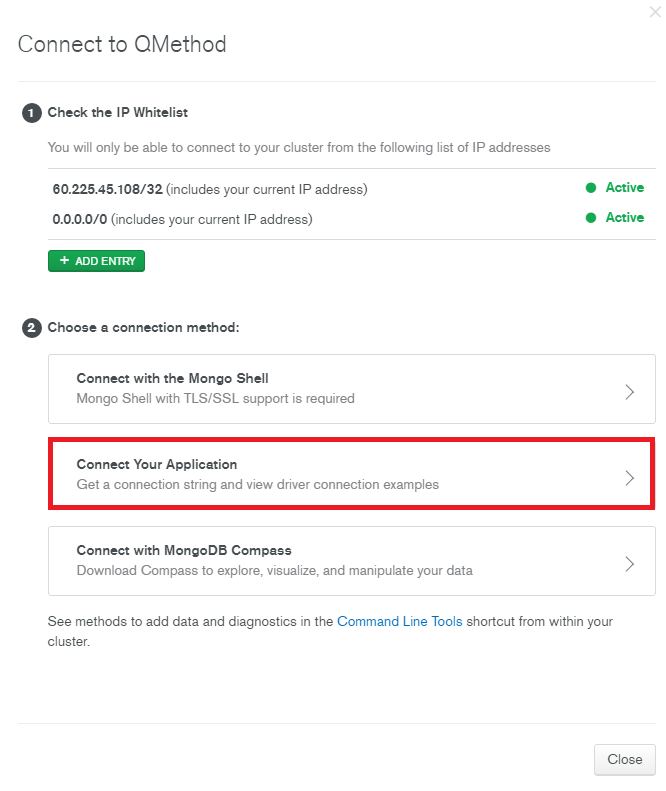 Connect to QMethod
1 Check the IP Whitelist
You will only be able to connect to your cluster from the following list of IP addresses
60.225.45.108/32 (includes your current IP address) Active
0.0.0.0/0 (includes your current IP address) Active
+ ADD ENTRY
2 Choose a connection method:
Connect with the Mongo Shell
Mongo Shell with TLS/SSL support is required
Connect Your Application
Get a connection string and view driver connection examples
Connect with MongoDB Compass
Download Compass to explore, visualize, and manipulate your data
See methods to add data and diagnostics in the Command Line Tools shortcut from within your
cluster.
Close